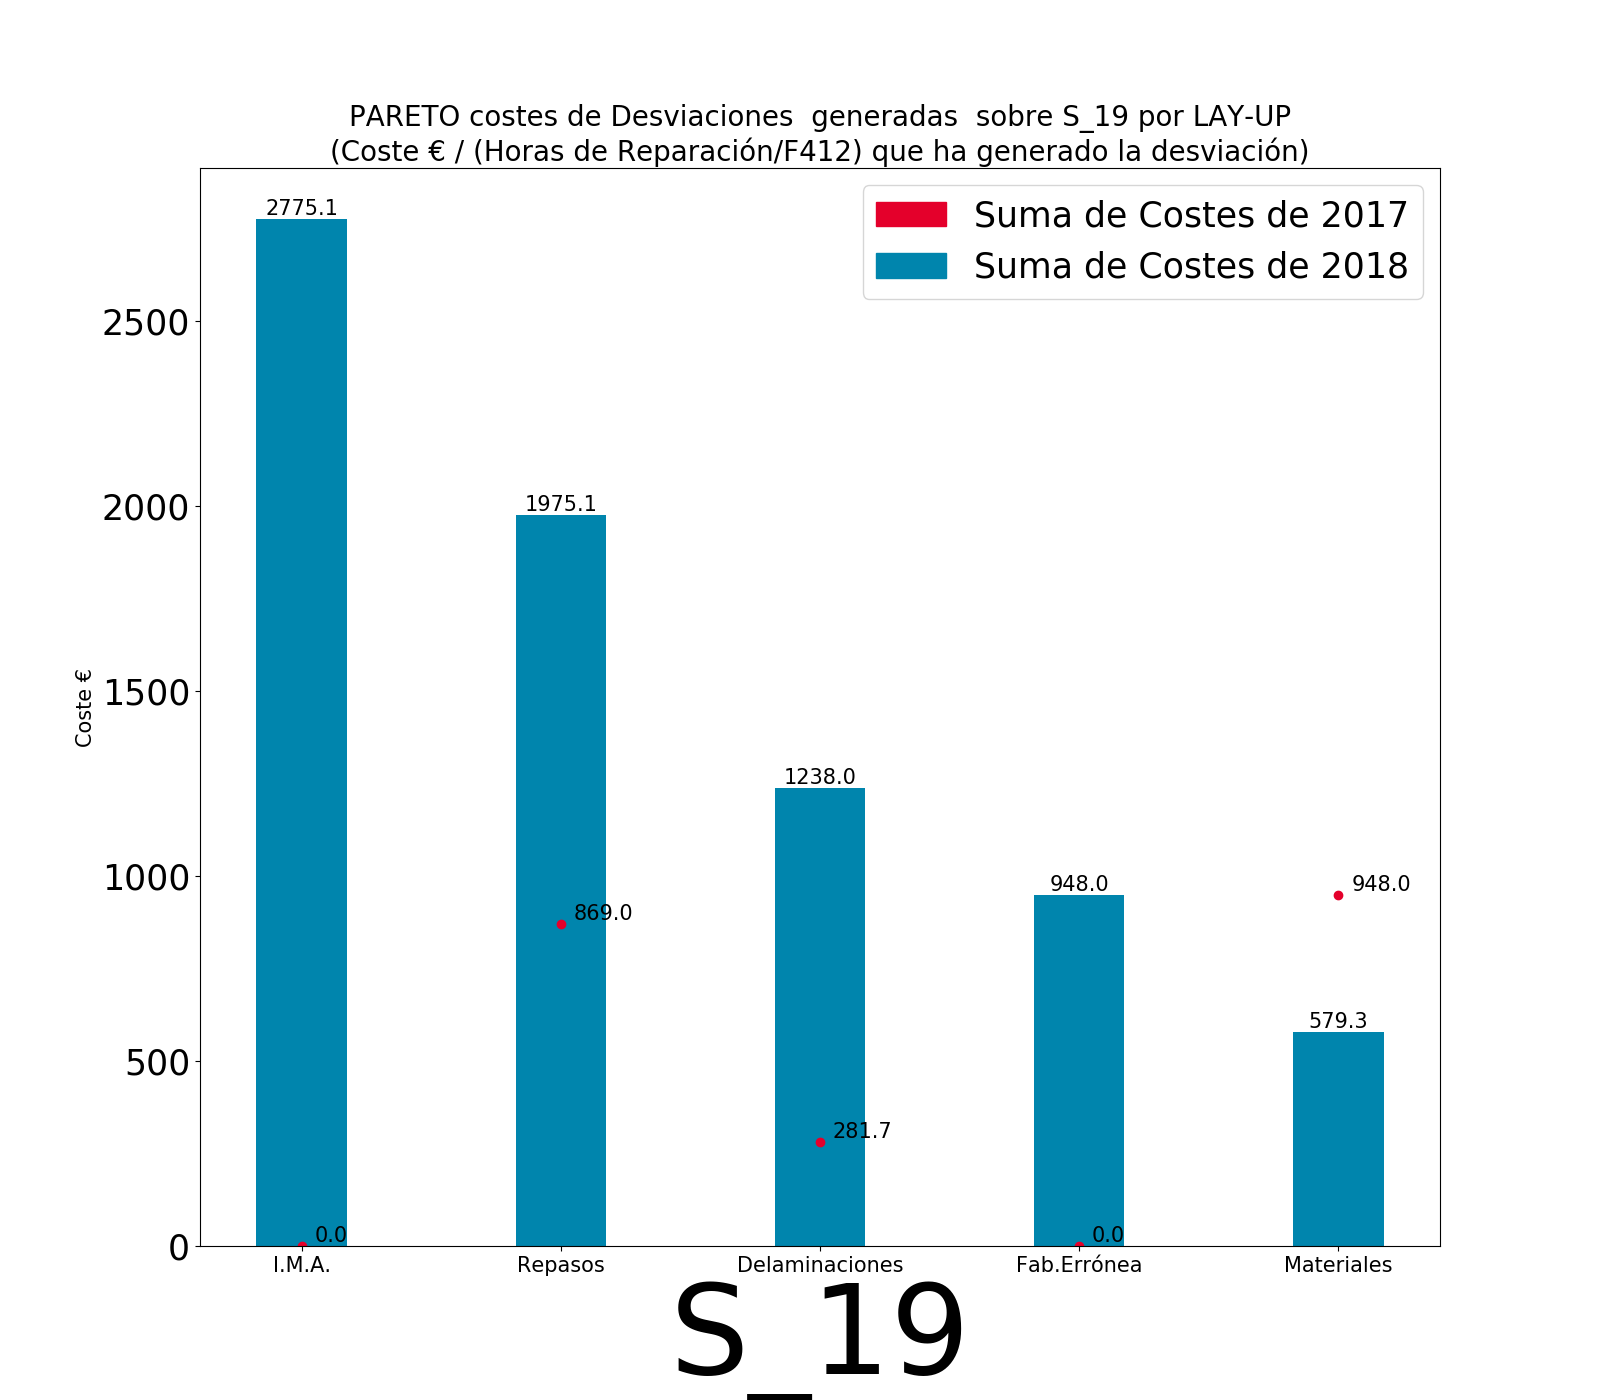 PARETO costes de Desviaciones  generadas  sobre S_19 por LAY-UP
(Coste € / (Horas de Reparación/F412) que ha generado la desviación)
Suma de Costes de 2017
Suma de Costes de 2018
Coste €
2500
2000
1500
1000
500
0
2775.1
1975.1
1238.0
948.0
579.3
0.0
869.0
281.7
0.0
948.0
I.M.A.
Repasos
Delaminaciones
Fab.Errónea
Materiales
S_19